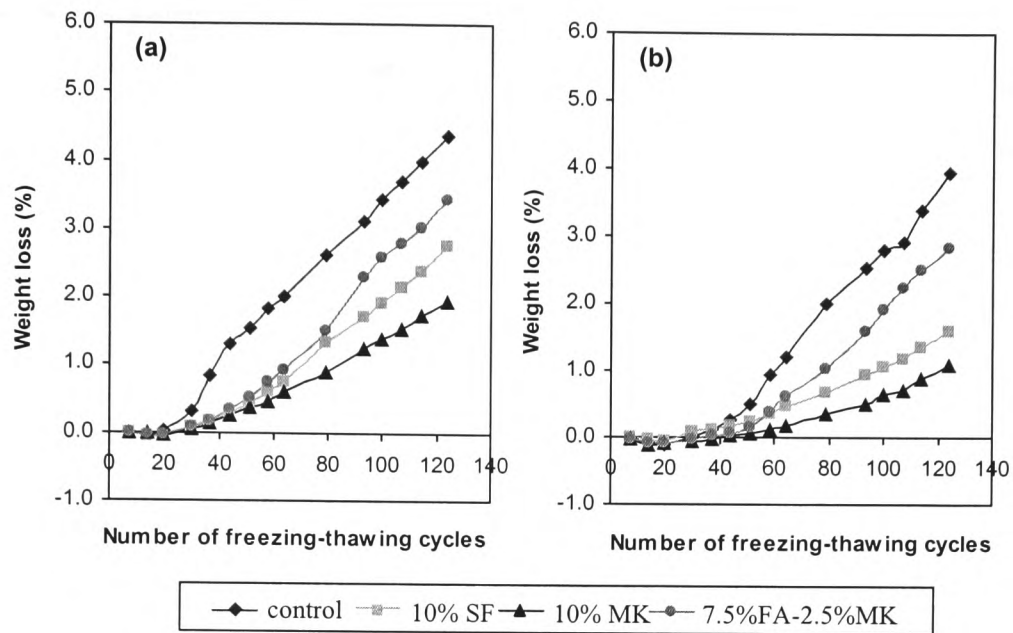 (a)
6.0
5.0
4.0
3.0
2.0
1.0
0.0
-1.0
Weight loss (%)
0 20 40 60 80 100 120 140
Number of freezing-thawing cycles
(b)
6.0
5.0
4.0
3.0
2.0
1.0
0.0
-1.0
Weight loss (%)
0 20 40 60 80 100 120 140
Number of freezing-thawing cycles
control 10% SF 10% MK 7.5%FA-2.5%MK